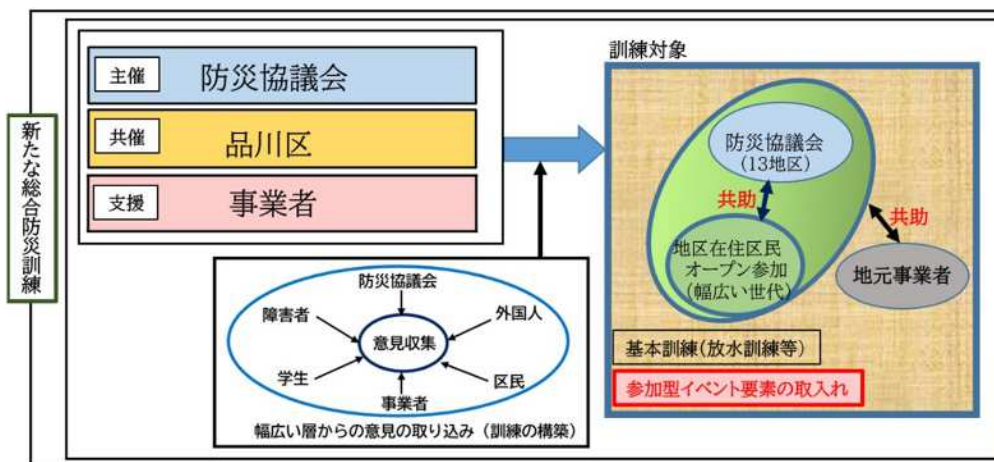 新たな総合防災訓練
主催 防災協議会
共催 品川区
支援 事業者
防災協議会
障害者
外国人
意見収集
学生
区民
事業者
幅広い層からの意見の取り込み（訓練の構築）
訓練対象
防災協議会
(13地区)
共助
共助
地区在住区民
オープン参加
(幅広い世代)
地元事業者
基本訓練(放水訓練等)
参加型イベント要素の取入れ